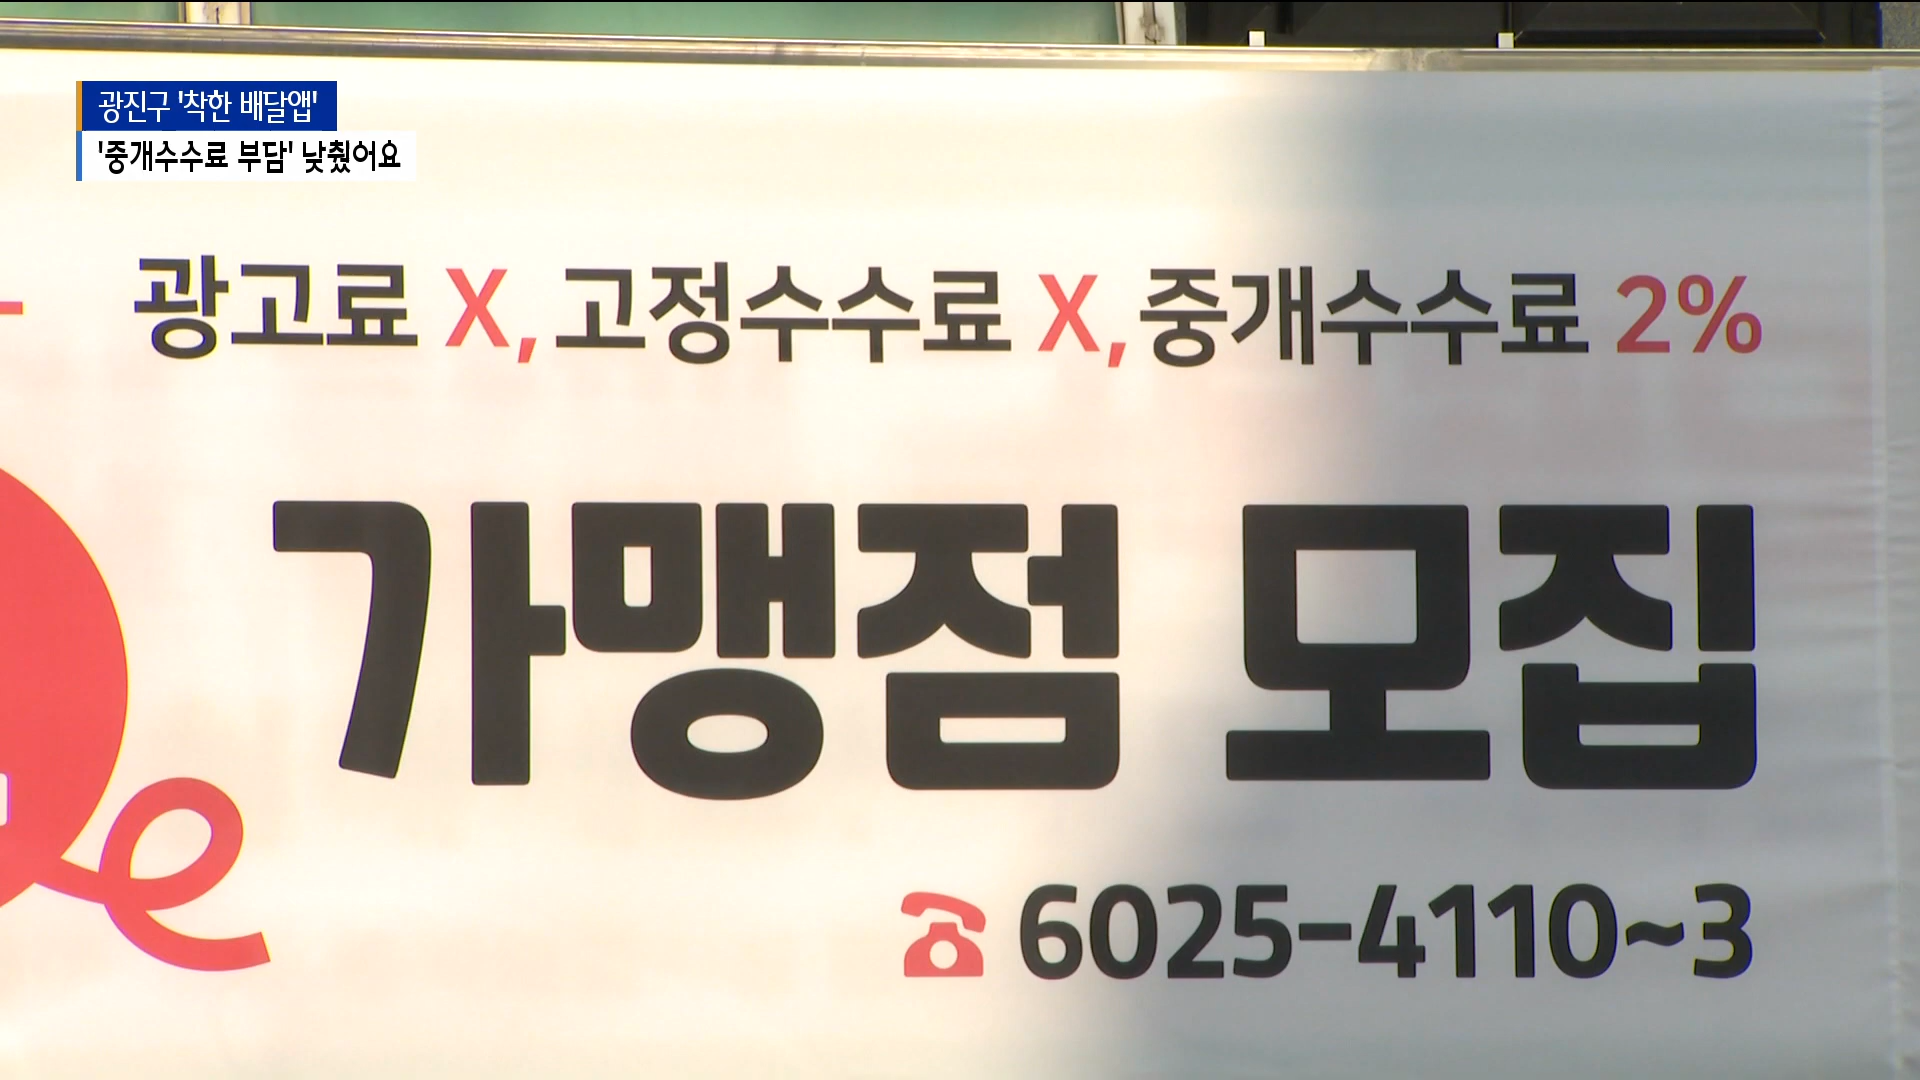 광진구 '착한 배달앱'
'중개수수료 부담' 낮췄어요
광고료 X, 고정수수료 X, 중개수수료 2%
가맹점 모집
☎ 6025-4110~3